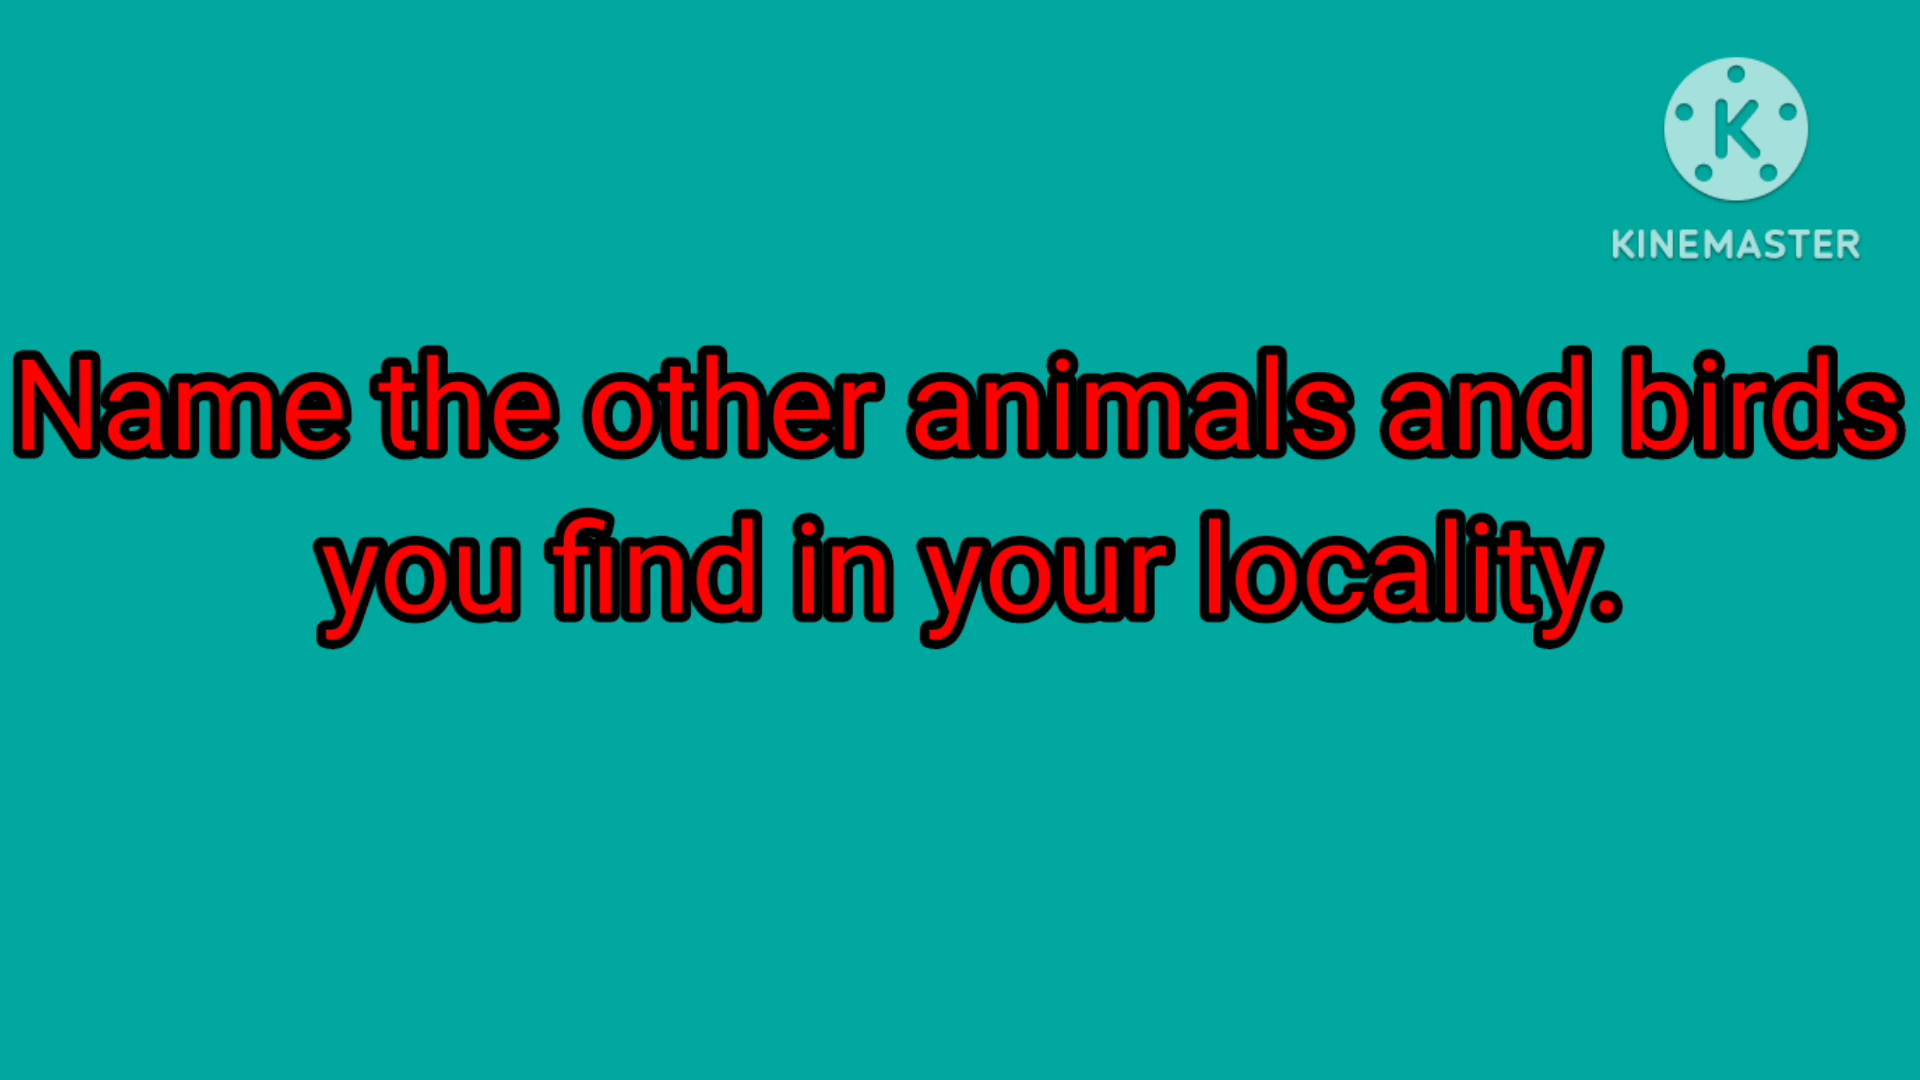 K
KINEMASTER
Name the other animals and birds
you find in your locality.